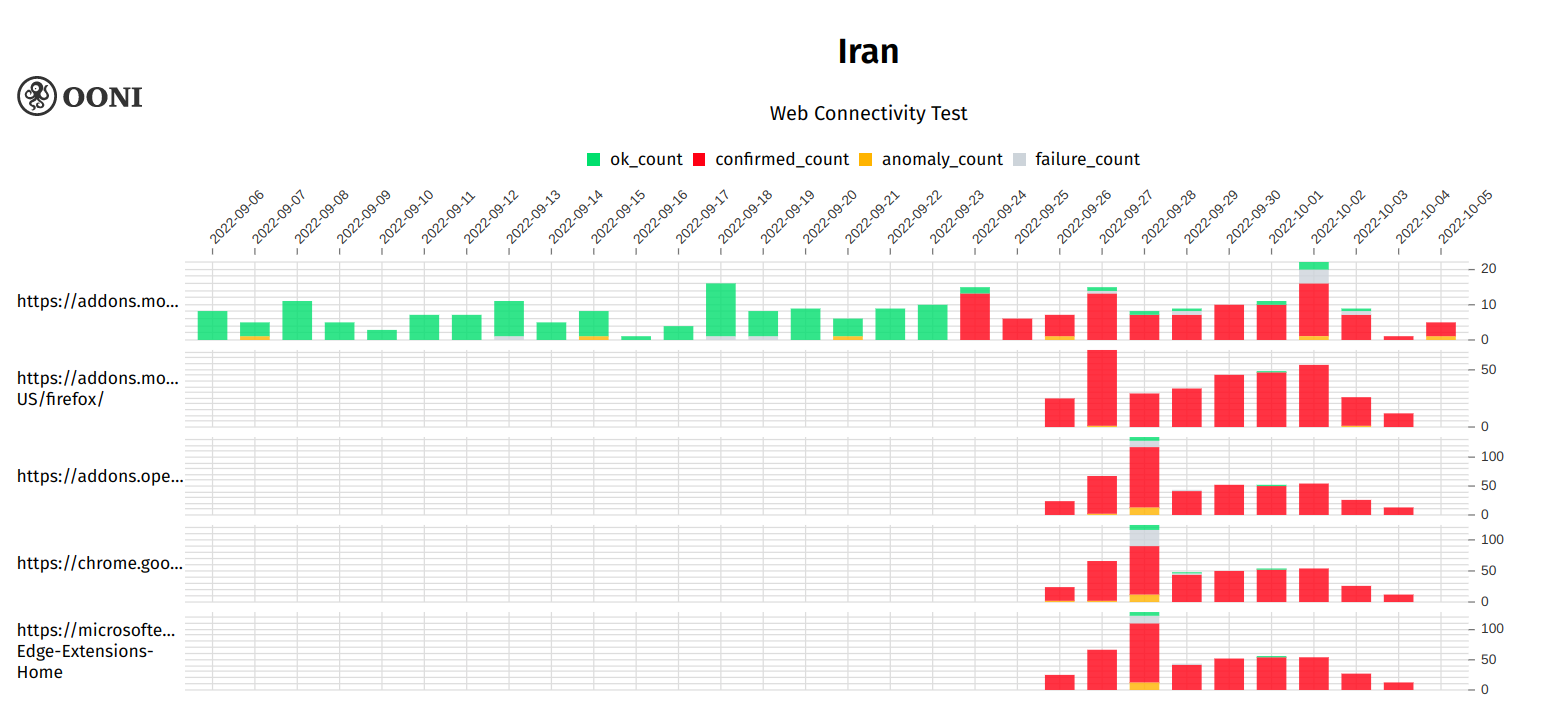 Iran
OONI
Web Connectivity Test
ok_count confirmed_count anomaly_count failure_count
2022-09-06 2022-09-07 2022-09-08 2022-09-09 2022-09-10 2022-09-11 2022-09-12 2022-09-13 2022-09-14 2022-09-15 2022-09-16 2022-09-17 2022-09-18 2022-09-19 2022-09-20 2022-09-21 2022-09-22 2022-09-23 2022-09-24 2022-09-25 2022-09-26 2022-09-27 2022-09-28 2022-09-29 2022-09-30 2022-10-01 2022-10-02 2022-10-03 2022-10-04 2022-10-05
20
https://addons.mo...
10
0
https://addons.mo...
US/firefox/
50
0
https://addons.ope...
100
50
0
https://chrome.goo...
100
50
0
https://microsofte...
Edge-Extensions-
Home
100
50
0